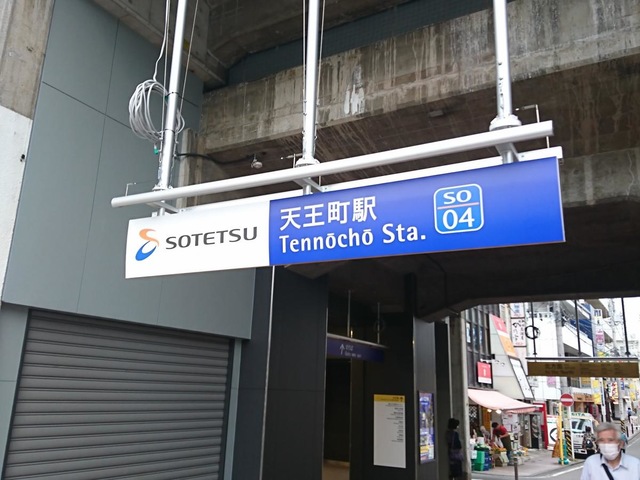 SOTETSU
天王町駅
Tennōchō Sta.
SO
04